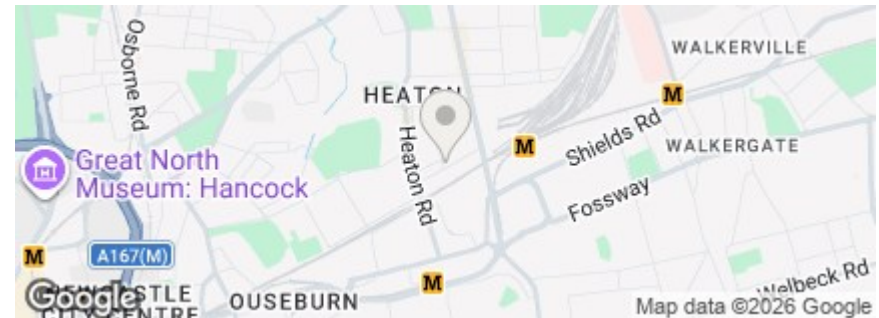 WALKERVILLE
Osborne Rd
HEATON
M
M
Shields Rd
WALKERGATE
Heaton Rd
Great North
Museum: Hancock
Fossway
M
A167(M)
M
Welbeck Rd
OUSEBURN
Google
Map data ©2026 Google